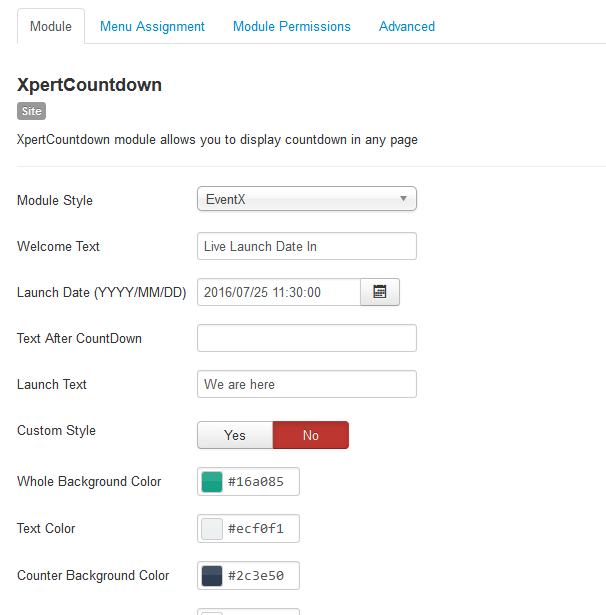 Module Menu Assignment Module Permissions Advanced
XpertCountdown
Site
XpertCountdown module allows you to display countdown in any page
Module Style EventX
Welcome Text Live Launch Date In
Launch Date (YYYY/MM/DD) 2016/07/25 11:30:00
Text After CountDown
Launch Text We are here
Custom Style Yes No
Whole Background Color #16a085
Text Color #ecf0f1
Counter Background Color #2c3e50